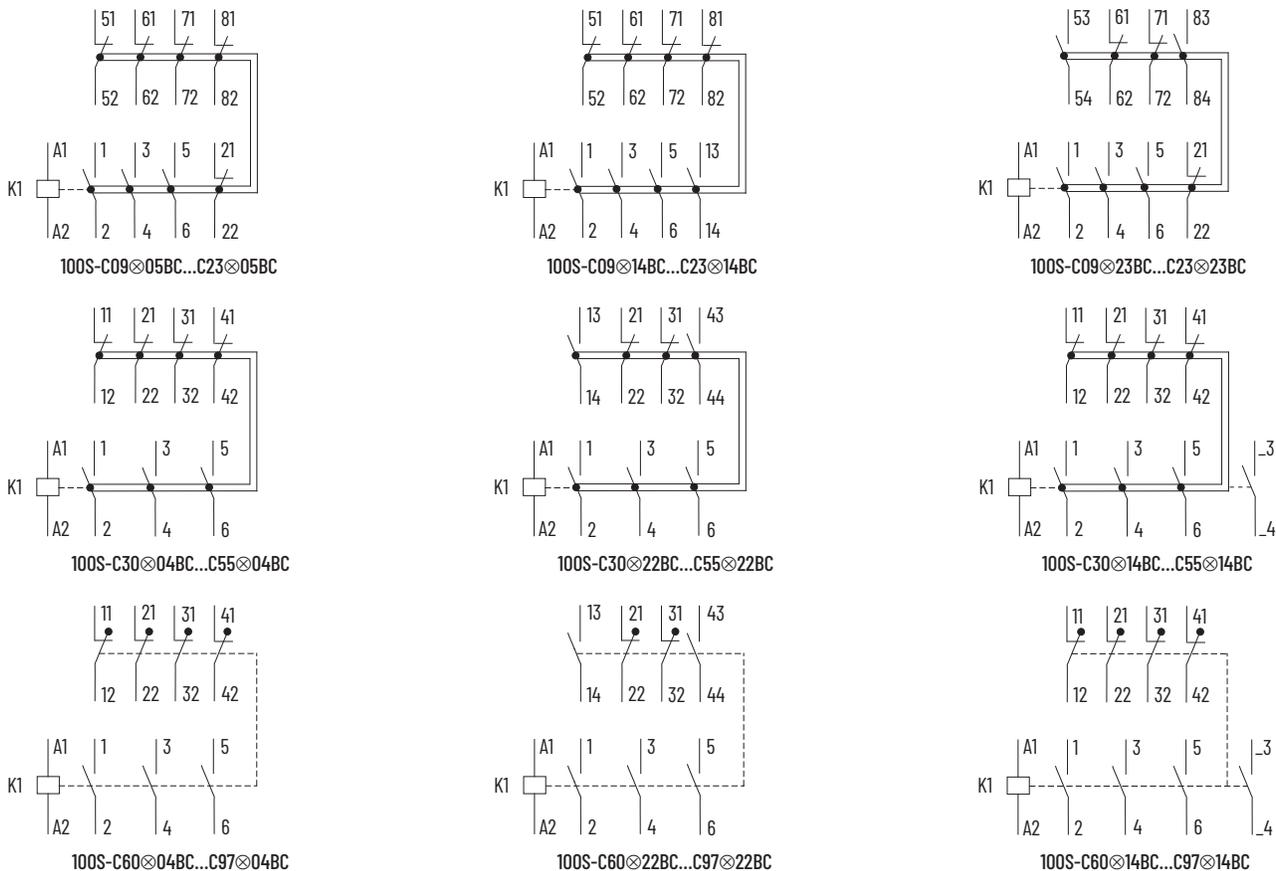 51 61 71 81
52 62 72 82
A1 1 3 5 21
K1
A2 2 4 6 22
100S-C09⊗05BC...C23⊗05BC
51 61 71 81
52 62 72 82
A1 1 3 5 13
K1
A2 2 4 6 14
100S-C09⊗14BC...C23⊗14BC
53 61 71 83
54 62 72 84
A1 1 3 5 21
K1
A2 2 4 6 22
100S-C09⊗23BC...C23⊗23BC
11 21 31 41
12 22 32 42
A1 1 3 5
K1
A2 2 4 6
100S-C30⊗04BC...C55⊗04BC
13 21 31 43
14 22 32 44
A1 1 3 5
K1
A2 2 4 6
100S-C30⊗22BC...C55⊗22BC
11 21 31 41
12 22 32 42
A1 1 3 5 _3
K1
A2 2 4 6 _4
100S-C30⊗14BC...C55⊗14BC
11 21 31 41
12 22 32 42
A1 1 3 5
K1
A2 2 4 6
100S-C60⊗04BC...C97⊗04BC
13 21 31 43
14 22 32 44
A1 1 3 5
K1
A2 2 4 6
100S-C60⊗22BC...C97⊗22BC
11 21 31 41
12 22 32 42
A1 1 3 5 _3
K1
A2 2 4 6 _4
100S-C60⊗14BC...C97⊗14BC